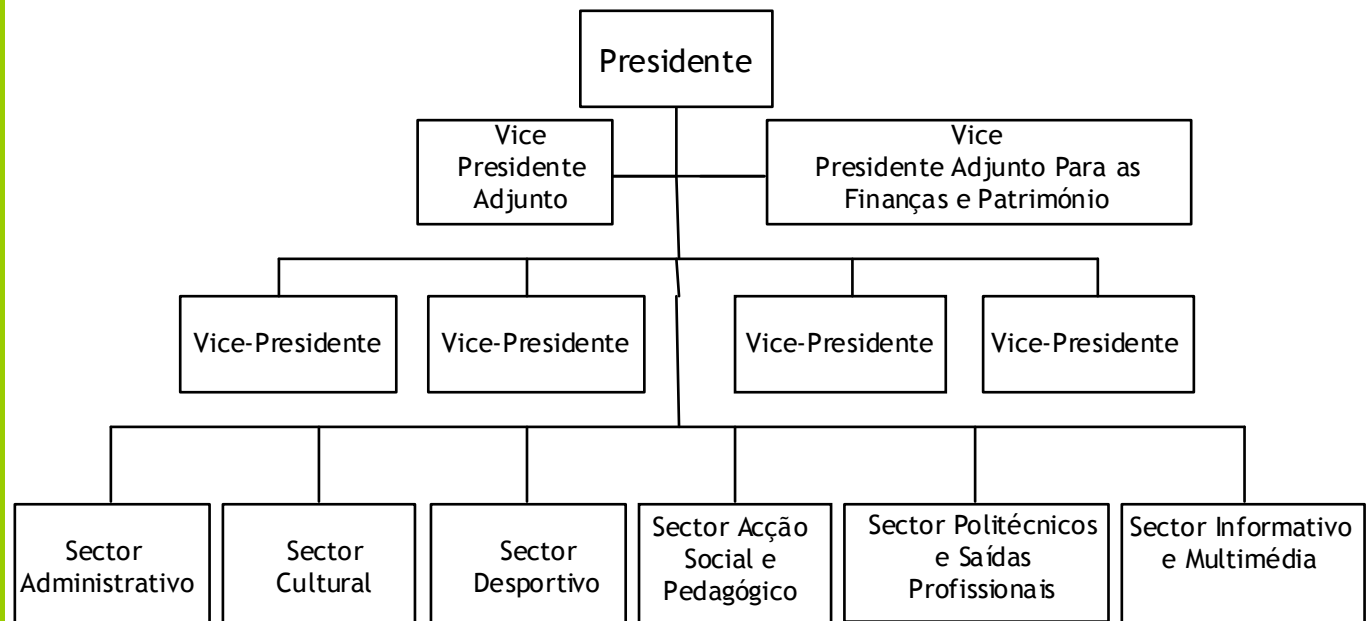 Presidente
Vice
Presidente
Adjunto
Vice
Presidente Adjunto Para as
Finanças e Património
Vice-Presidente
Vice-Presidente
Vice-Presidente
Vice-Presidente
Sector
Administrativo
Sector
Cultural
Sector
Desportivo
Sector Acção
Social e
Pedagógico
Sector Politécnicos
e Saídas
Profissionais
Sector Informativo
e Multimédia